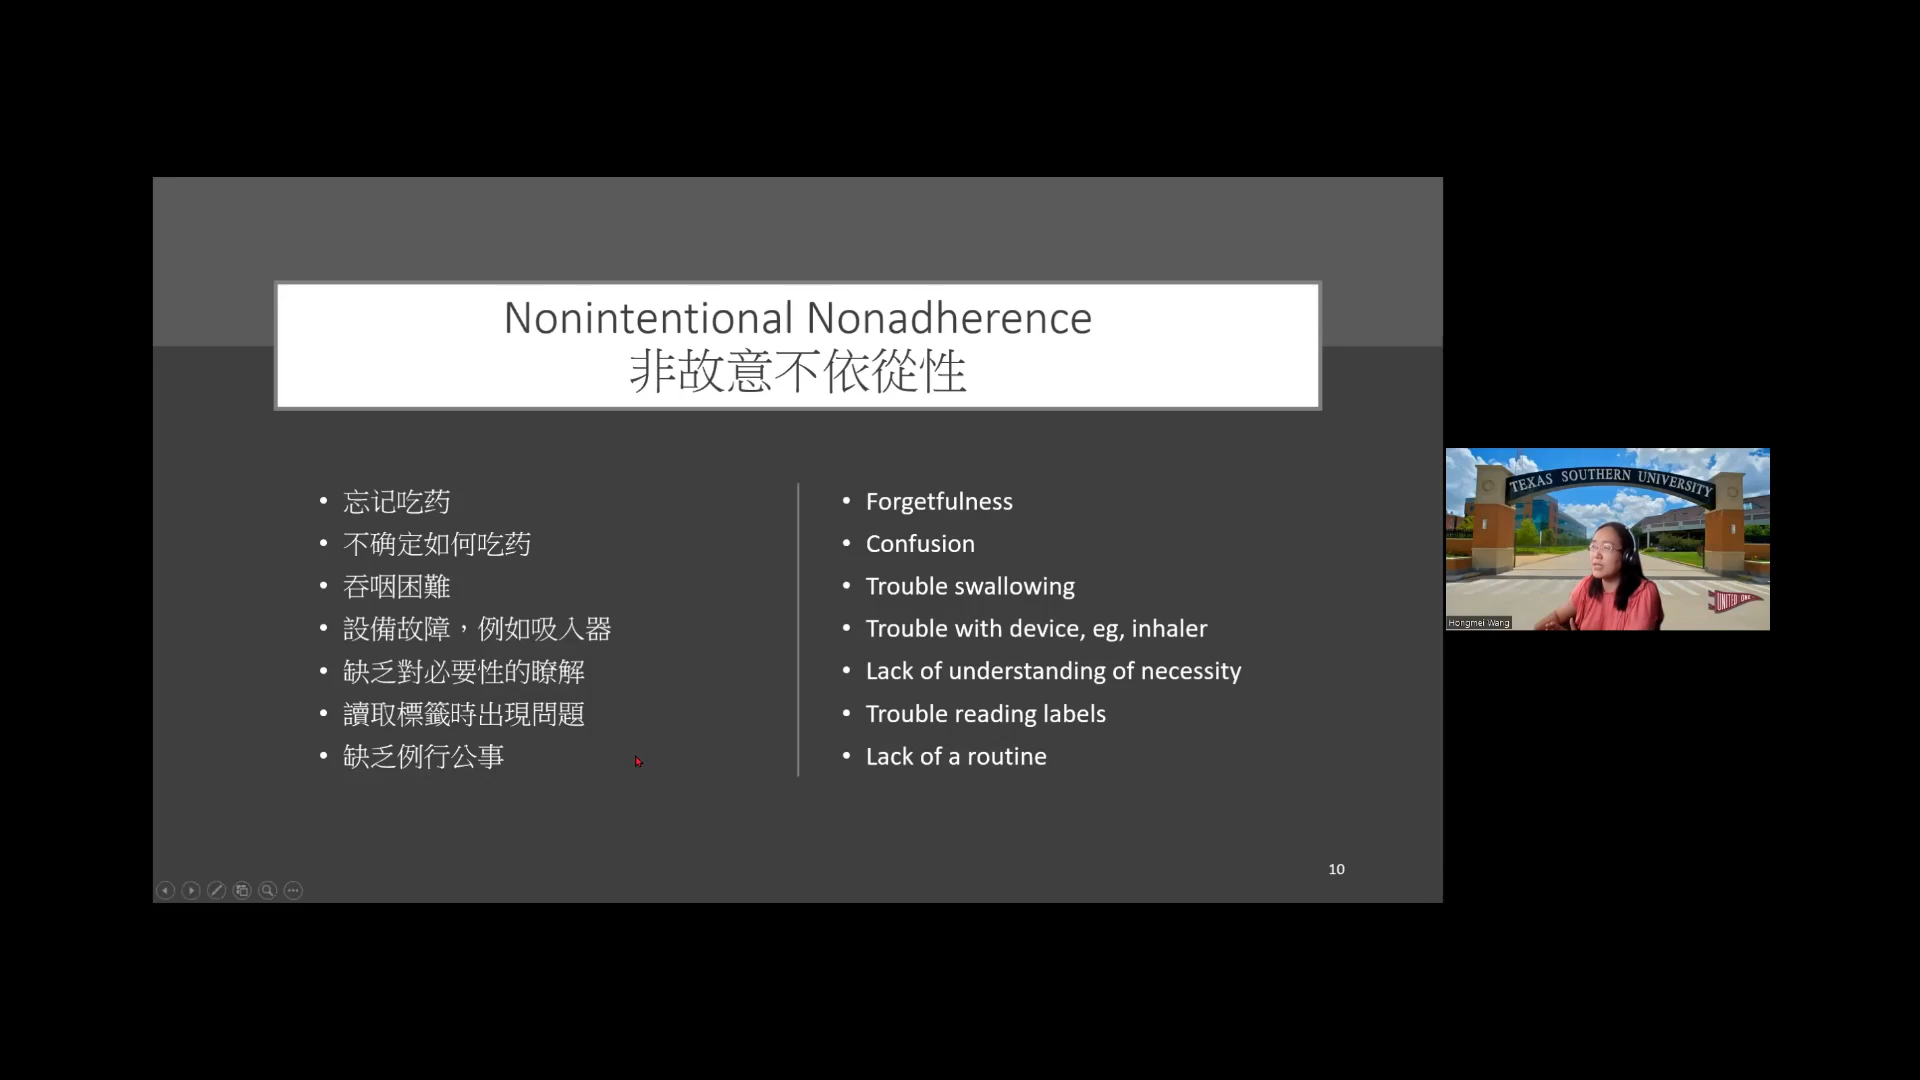 Nonintentional Nonadherence
非故意不依從性
• 忘记吃药
• 不确定如何吃药
• 吞咽困難
• 設備故障，例如吸入器
• 缺乏對必要性的瞭解
• 讀取標籤時出現問題
• 缺乏例行公事
• Forgetfulness
• Confusion
• Trouble swallowing
• Trouble with device, eg, inhaler
• Lack of understanding of necessity
• Trouble reading labels
• Lack of a routine
10
TEXAS SOUTHERN UNIVERSITY
UNITED ONE
Hongmei Wang